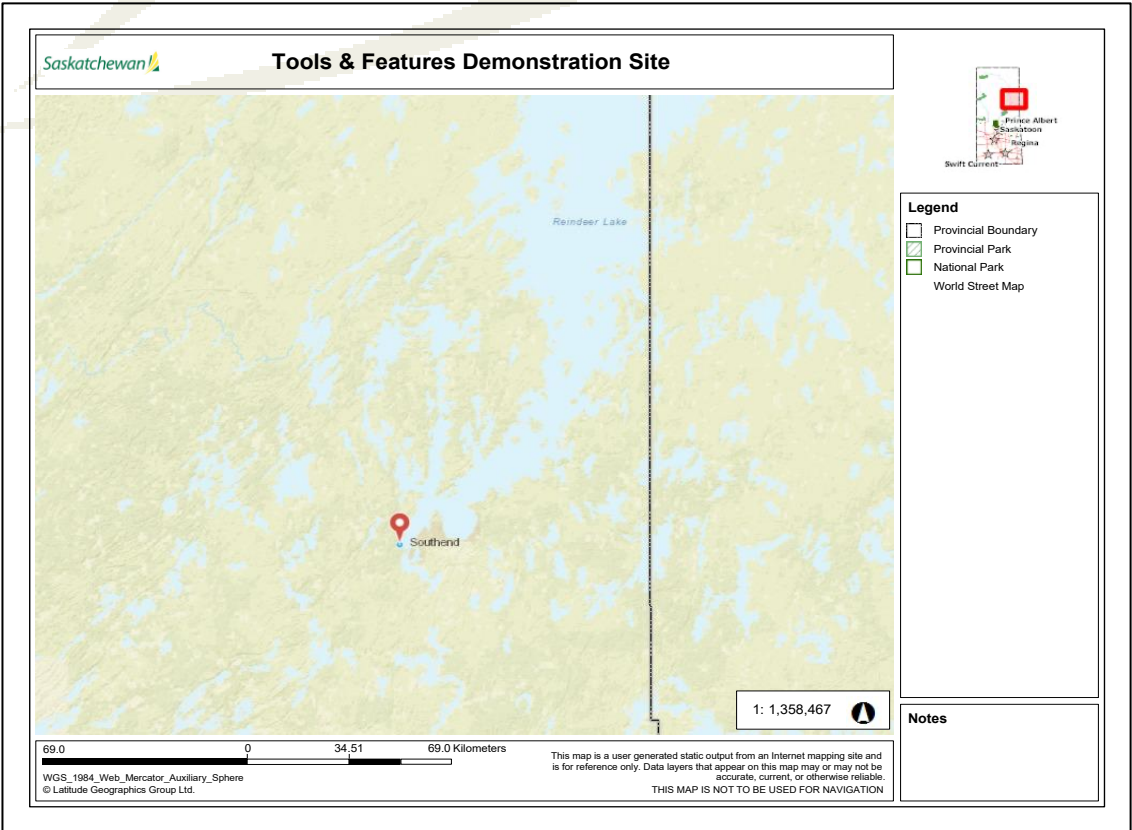 Saskatchewan
Tools & Features Demonstration Site
Prince Albert
Saskatoon
Regina
Swift Current
Reindeer Lake
Southend
Legend
Provincial Boundary
Provincial Park
National Park
World Street Map
1: 1,358,467
Notes
69.0 0 34.51 69.0 Kilometers
WGS_1984_Web_Mercator_Auxiliary_Sphere
© Latitude Geographics Group Ltd.
This map is a user generated static output from an Internet mapping site and
is for reference only. Data layers that appear on this map may or may not be
accurate, current, or otherwise reliable.
THIS MAP IS NOT TO BE USED FOR NAVIGATION